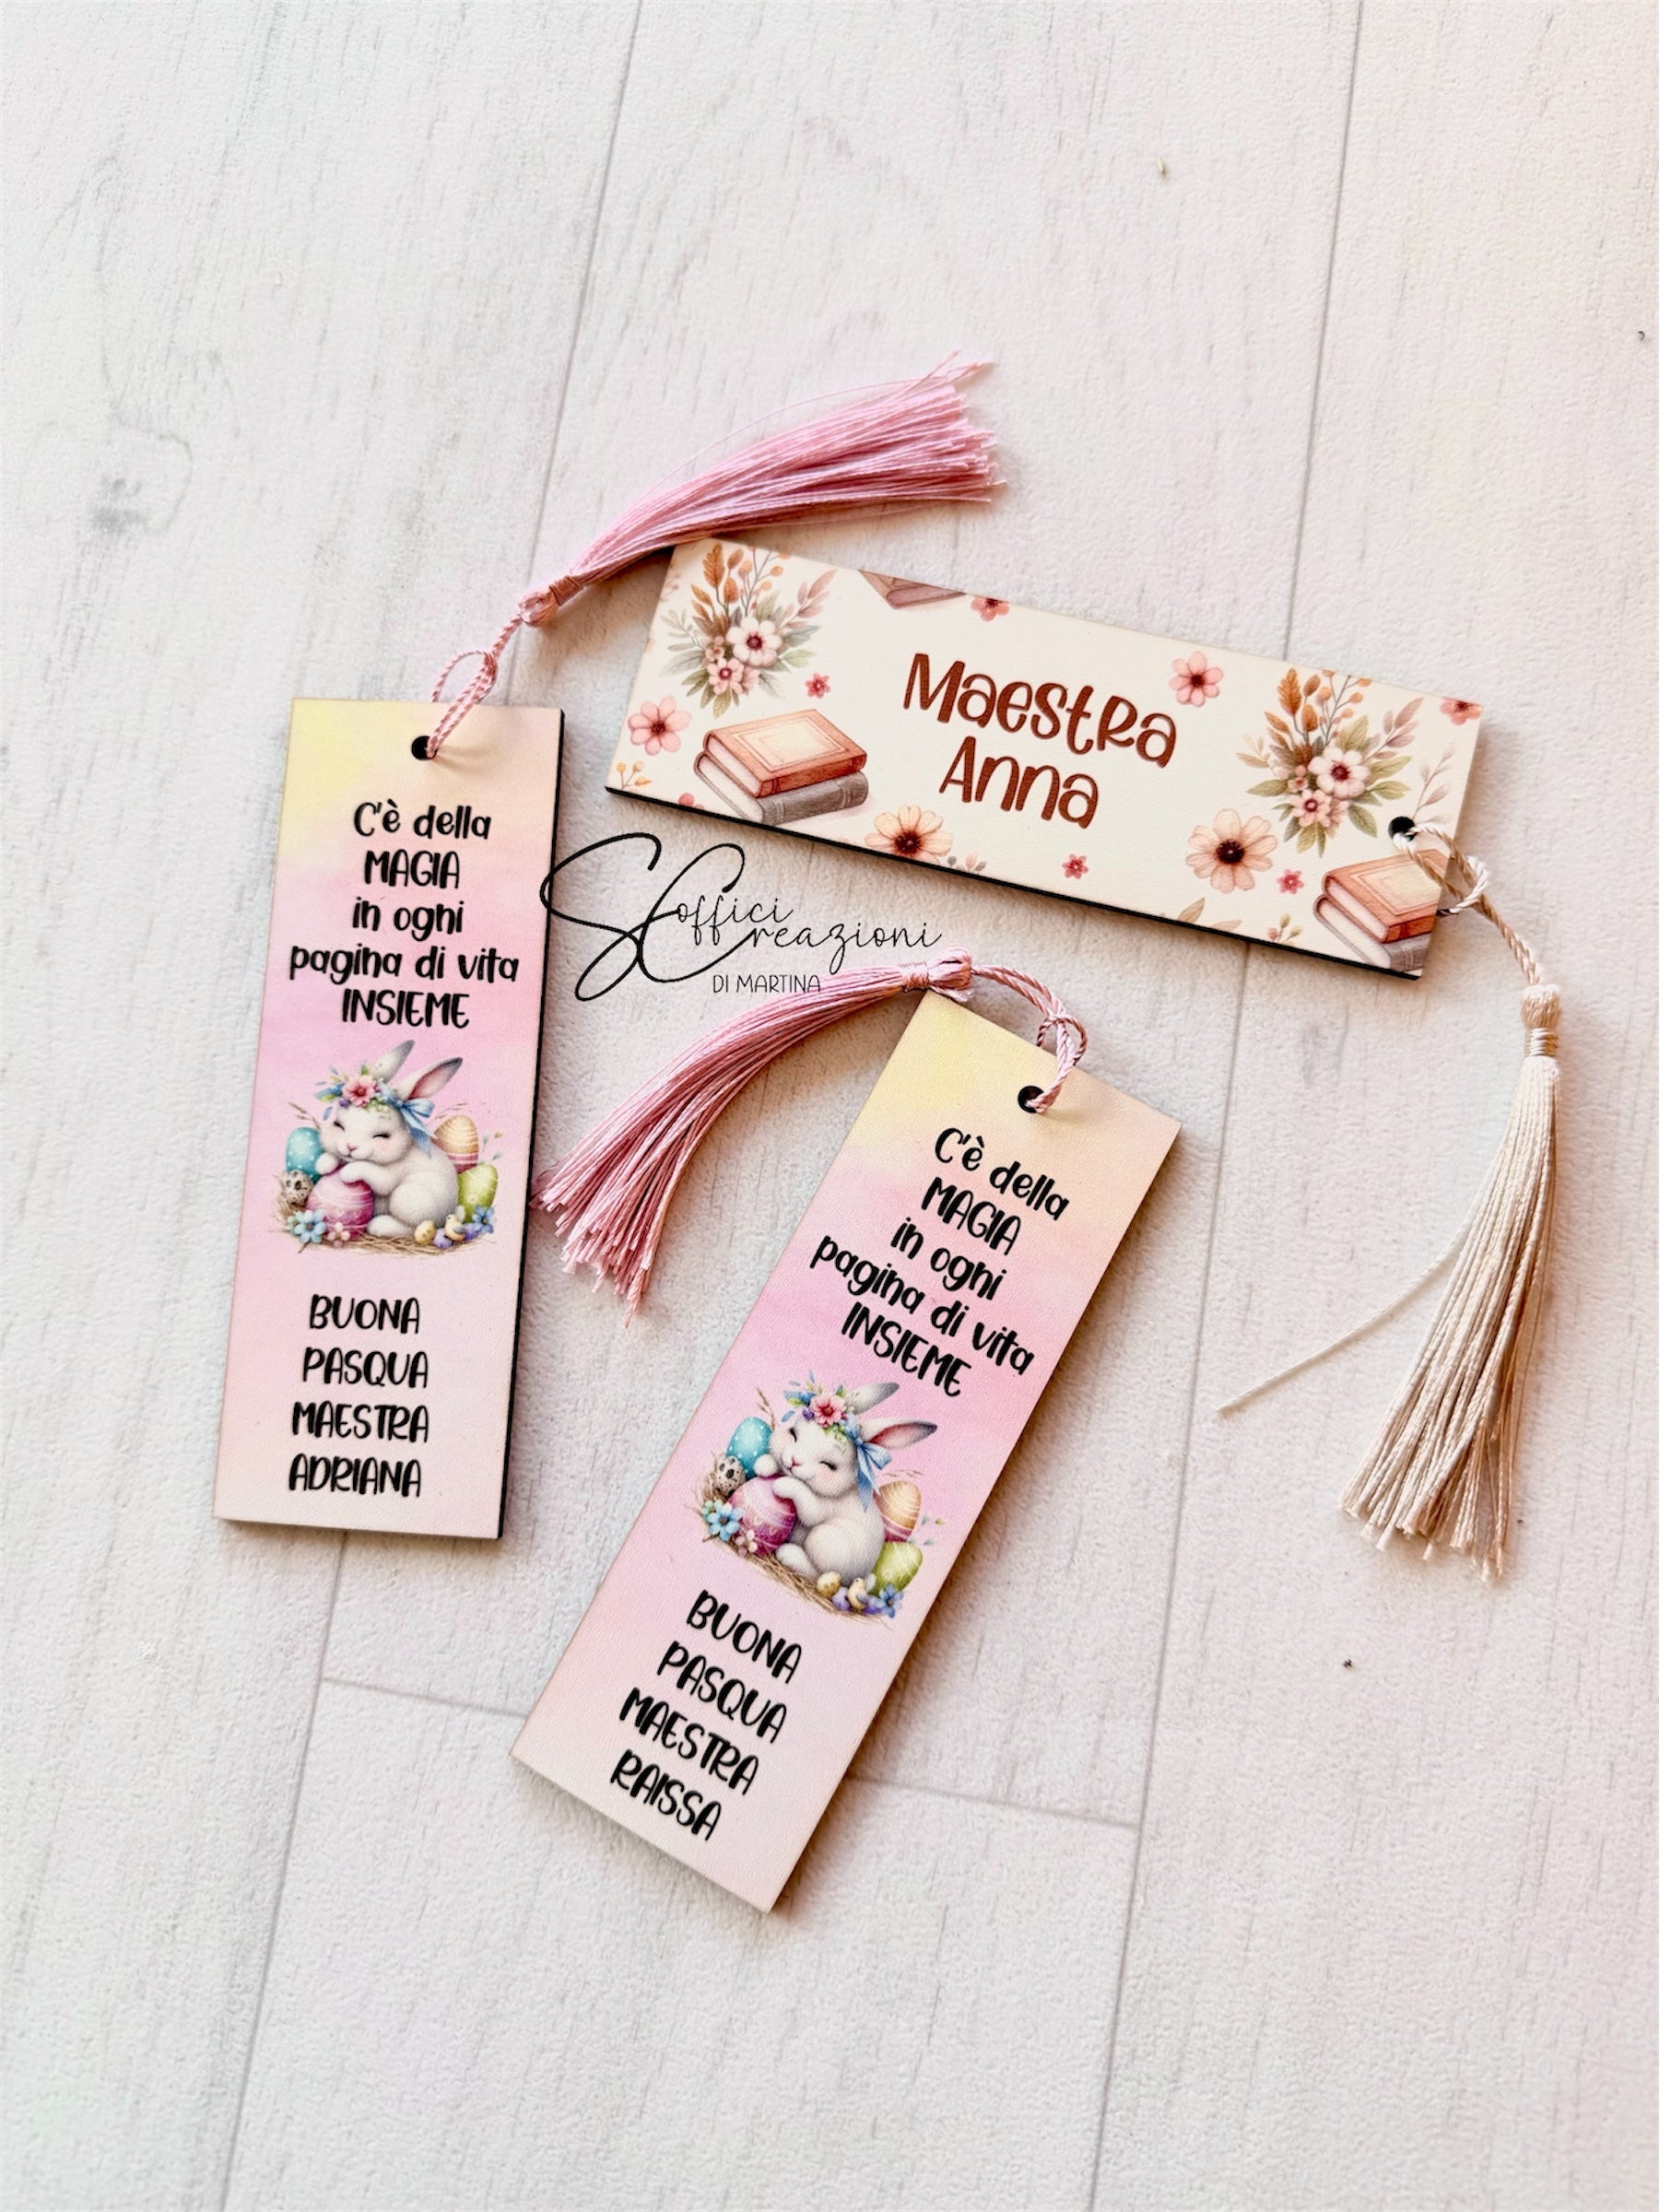 Maestra
Anna
C'è della
MAGIA
in ogni
pagina di vita
INSIEME
BUONA
PASQUA
MAESTRA
ADRIANA
Soffici
Creazioni
DI MARTINA
C'è della
MAGIA
in ogni
pagina di vita
INSIEME
BUONA
PASQUA
MAESTRA
RAISSA